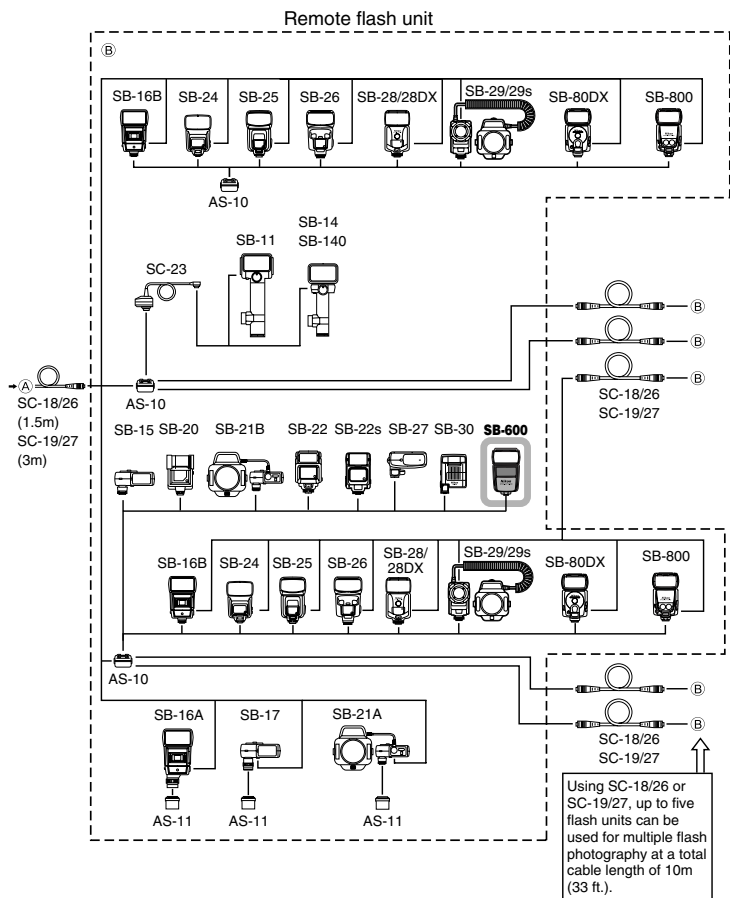 Remote flash unit
Ⓑ
SB-16B SB-24 SB-25 SB-26 SB-28/28DX SB-29/29s SB-80DX SB-800
AS-10
SB-11
SB-14
SB-140
SC-23
Ⓑ
Ⓑ
Ⓑ
SC-18/26
SC-19/27
Ⓐ
SC-18/26
(1.5m)
SC-19/27
(3m)
AS-10
SB-15 SB-20 SB-21B SB-22 SB-22s SB-27 SB-30 SB-600
SB-16B SB-24 SB-25 SB-26 SB-28/
28DX SB-29/29s SB-80DX SB-800
AS-10
Ⓑ
Ⓑ
SC-18/26
SC-19/27
SB-16A SB-17 SB-21A
AS-11 AS-11 AS-11
Using SC-18/26 or
SC-19/27, up to five
flash units can be
used for multiple flash
photography at a total
cable length of 10m
(33 ft.).